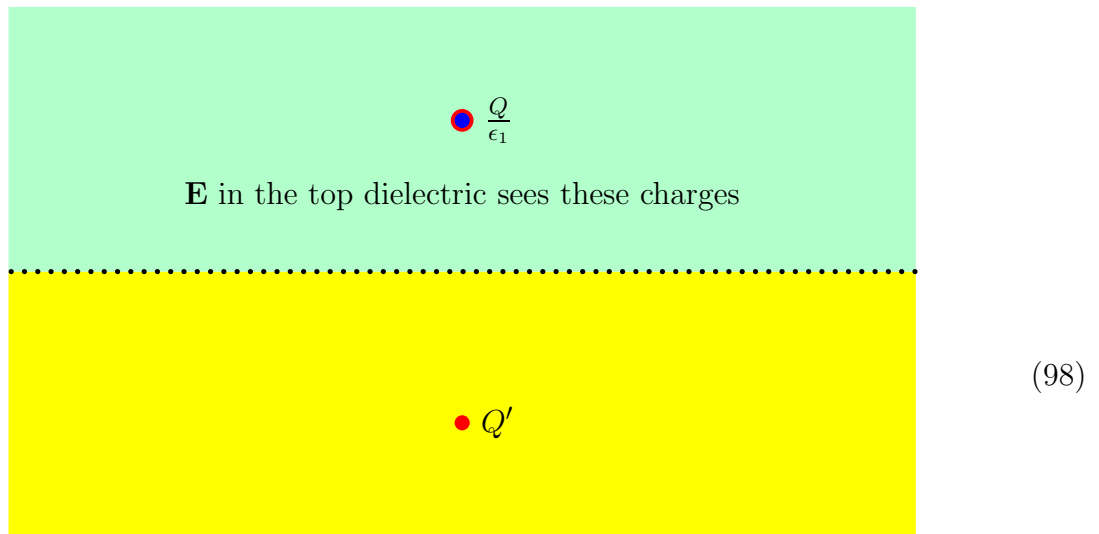 Q/ϵ₁
E in the top dielectric sees these charges
(98)
Q′